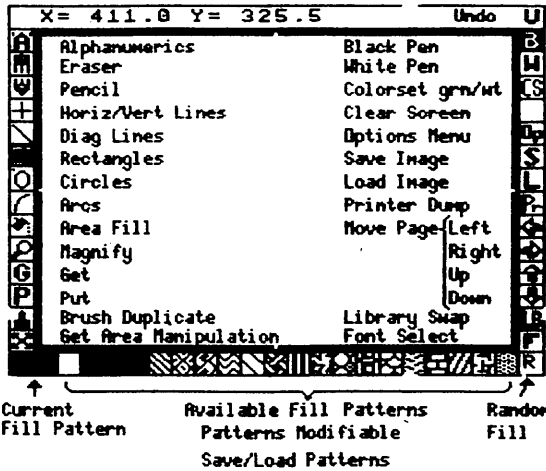 X= 411.0 Y= 325.5 Undo U
A Alphanumerics Black Pen B
Eraser White Pen W
Pencil Colorset grn/wt CS
Horiz/Vert Lines Clear Screen
Diag Lines Options Menu Op
Rectangles Save Image S
Circles Load Image L
Arcs Printer Dump Pr
Area Fill Move Page Left
Magnify Right
G Get Up
P Put Down
Brush Duplicate Library Swap
Get Area Manipulation Font Select F
R
Current Available Fill Patterns Random
Fill Pattern Patterns Modifiable Fill
Save/Load Patterns